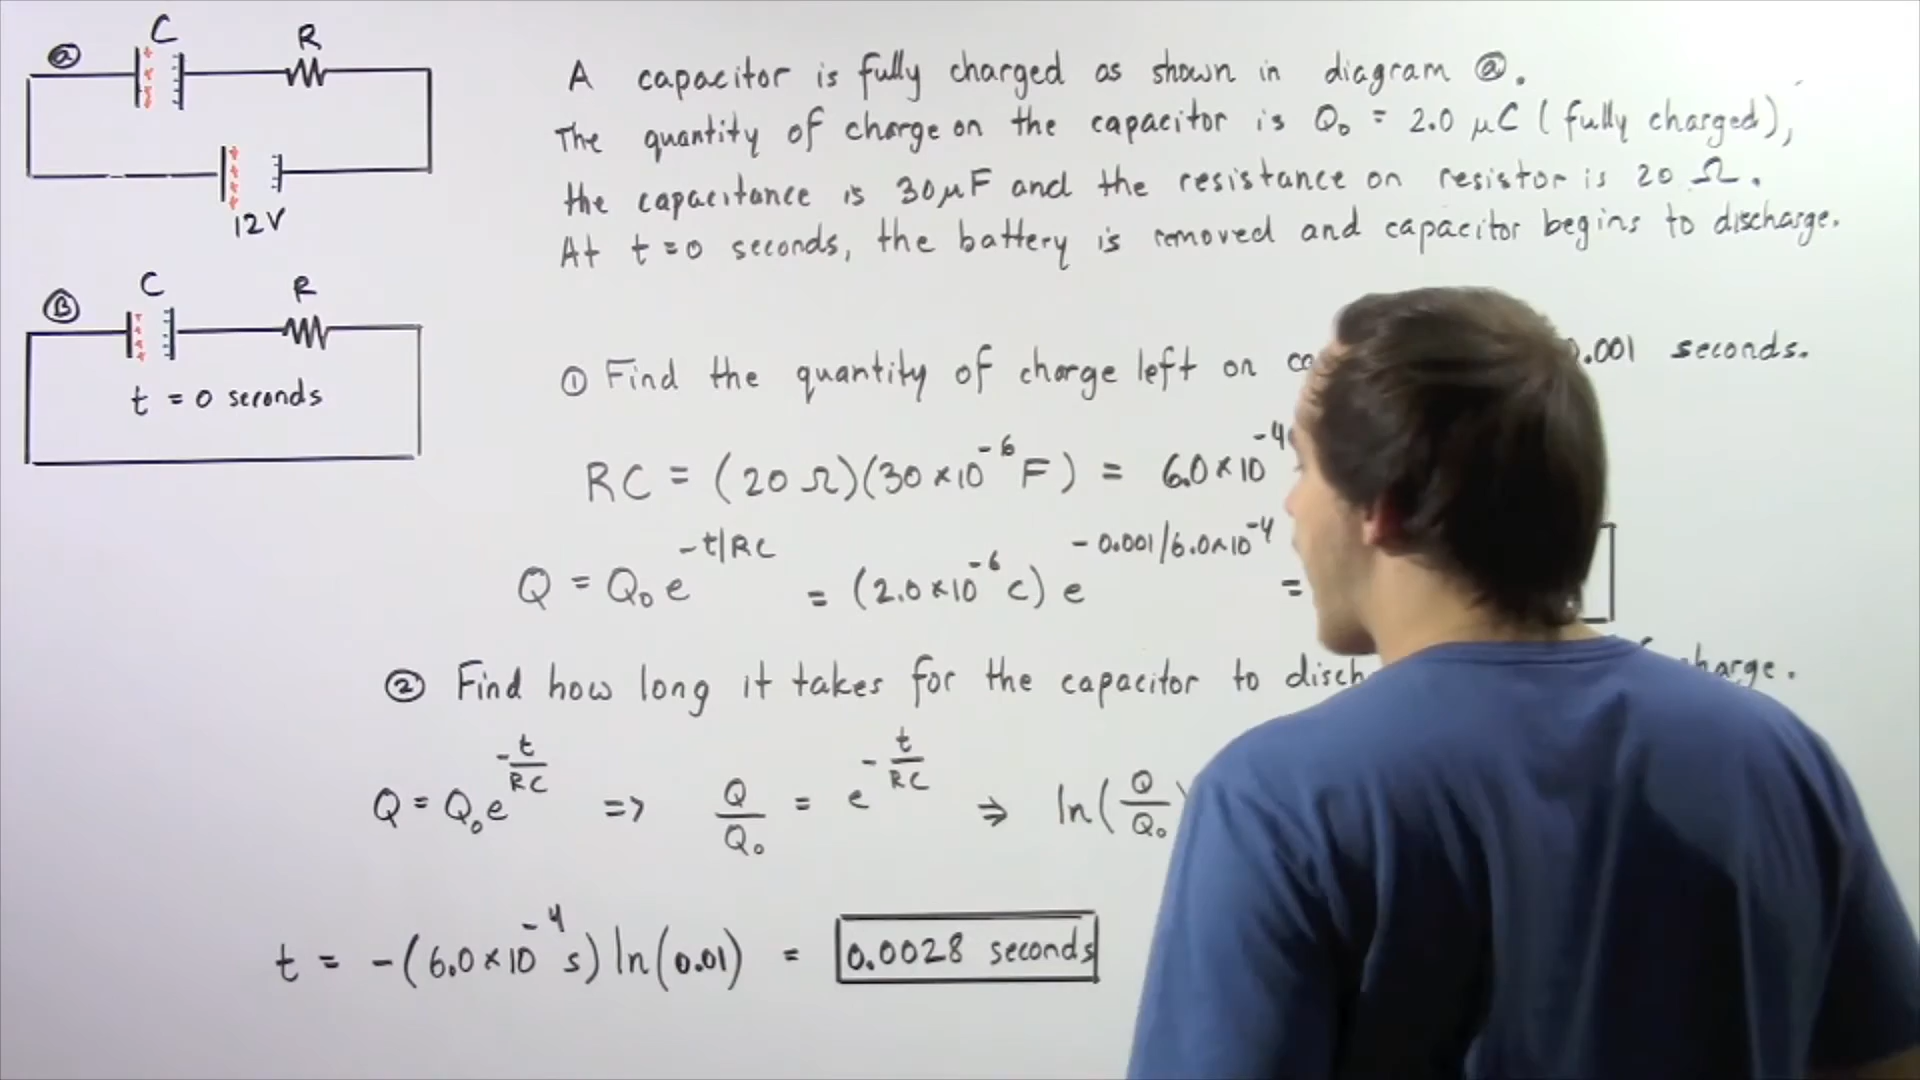 ⓐ C R
12V
Ⓑ C R
t = 0 seconds
A capacitor is fully charged as shown in diagram ⓐ.
The quantity of charge on the capacitor is Q₀ = 2.0 μC (fully charged),
the capacitance is 30μF and the resistance on resistor is 20 Ω.
At t = 0 seconds, the battery is removed and capacitor begins to discharge.
① Find the quantity of charge left on .001 seconds.
RC = (20 Ω)(30×10⁻⁶ F) = 6.0×10⁻⁴
Q = Q₀ e^(-t/RC) = (2.0×10⁻⁶ C) e^(-0.001/6.0×10⁻⁴) =
② Find how long it takes for the capacitor to disch harge.
Q = Q₀e^(-t/RC) => Q/Q₀ = e^(-t/RC) => ln(Q/Q₀)
t = -(6.0×10⁻⁴ s) ln(0.01) = 0.0028 seconds